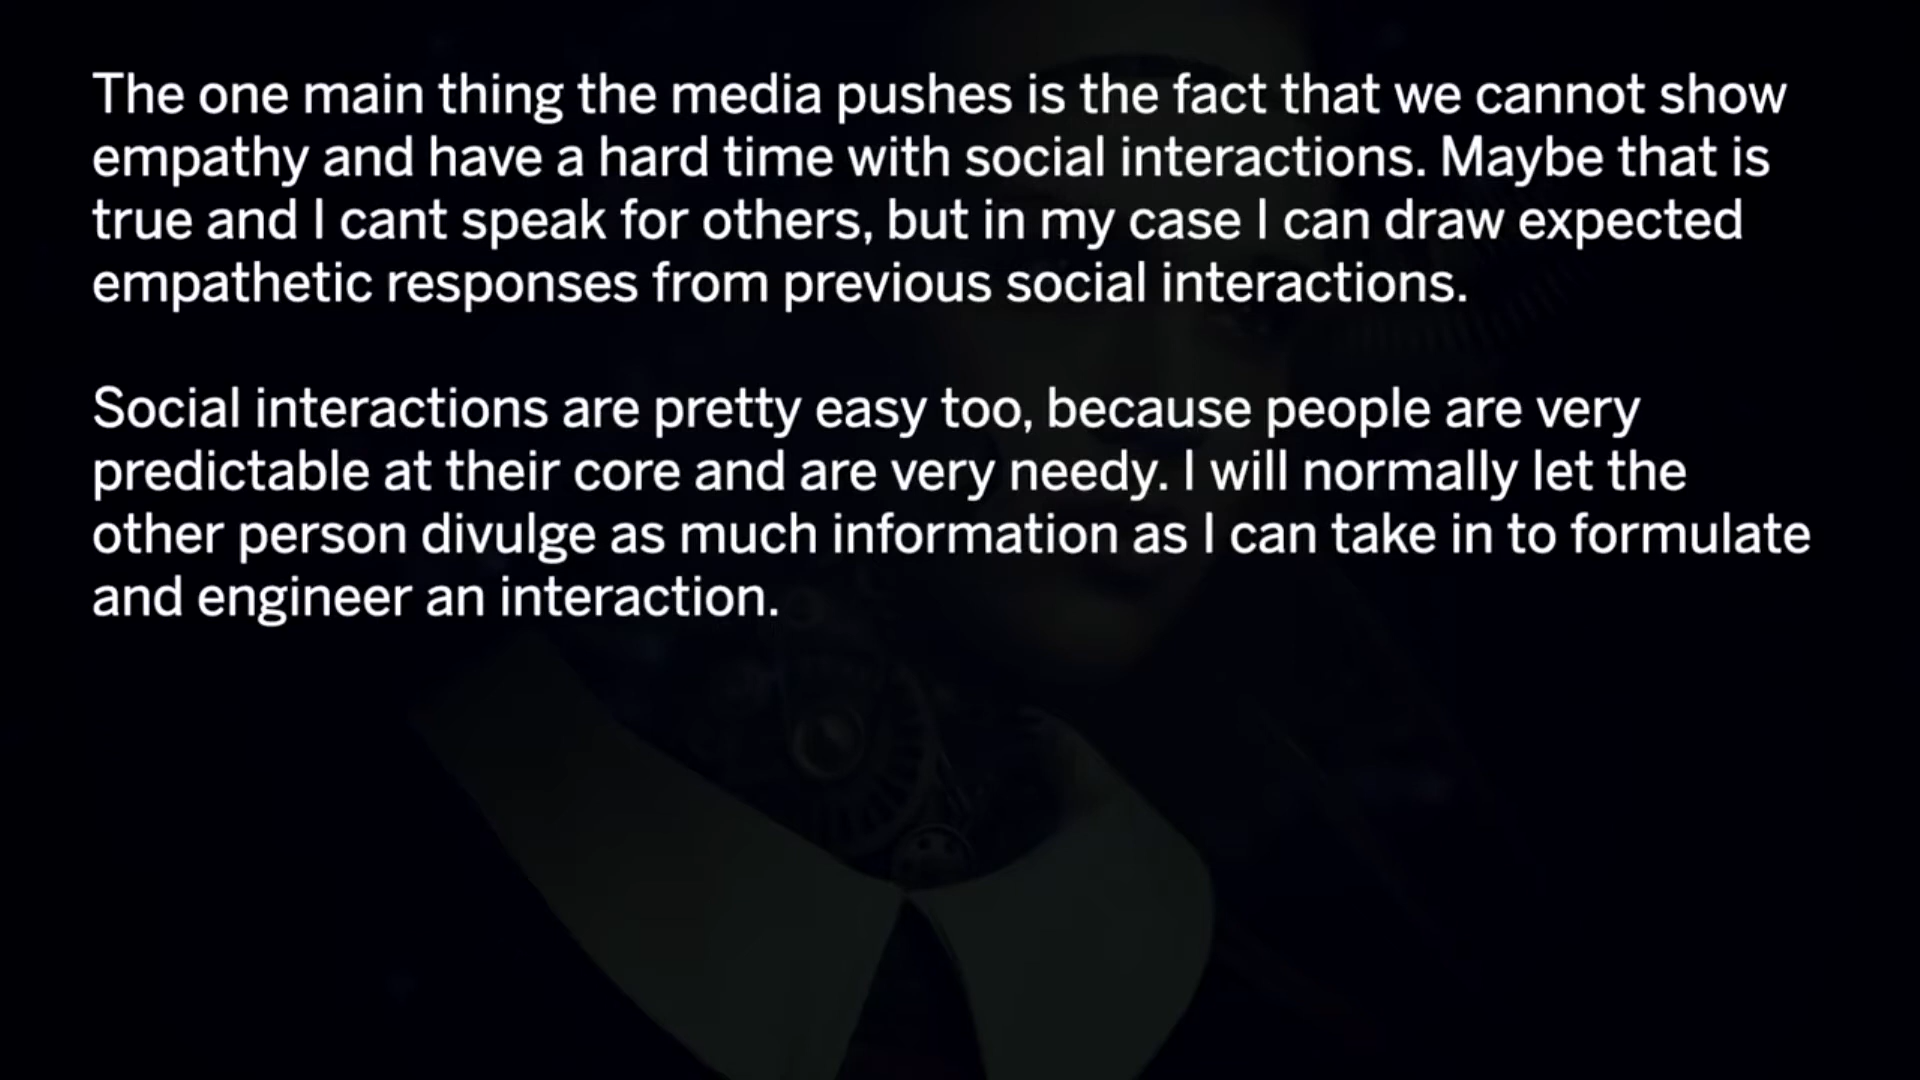 The one main thing the media pushes is the fact that we cannot show
empathy and have a hard time with social interactions. Maybe that is
true and I cant speak for others, but in my case I can draw expected
empathetic responses from previous social interactions.
Social interactions are pretty easy too, because people are very
predictable at their core and are very needy. I will normally let the
other person divulge as much information as I can take in to formulate
and engineer an interaction.